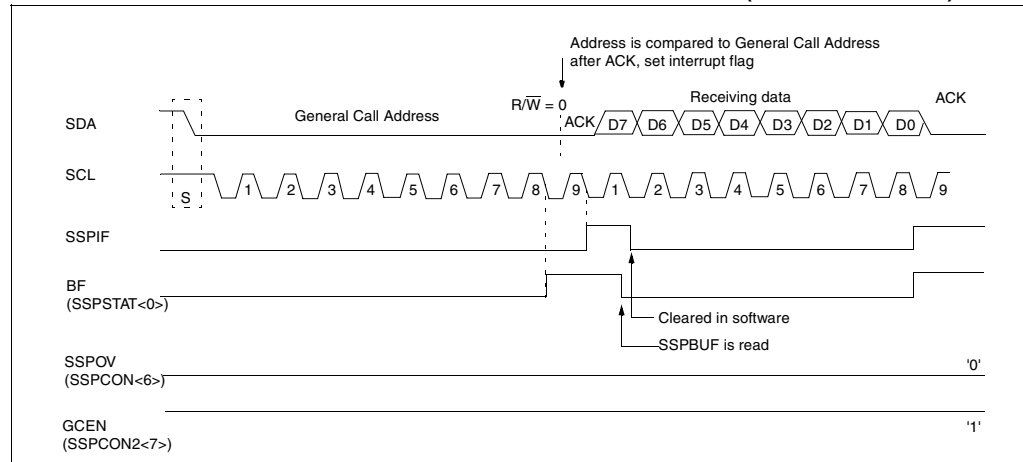 Address is compared to General Call Address
after ACK, set interrupt flag
R/W = 0
Receiving data
ACK
SDA
General Call Address
ACK
D7 D6 D5 D4 D3 D2 D1 D0
SCL
S
1 2 3 4 5 6 7 8 9 1 2 3 4 5 6 7 8 9
SSPIF
BF
(SSPSTAT<0>)
Cleared in software
SSPBUF is read
SSPOV
(SSPCON<6>)
'0'
GCEN
(SSPCON2<7>)
'1'